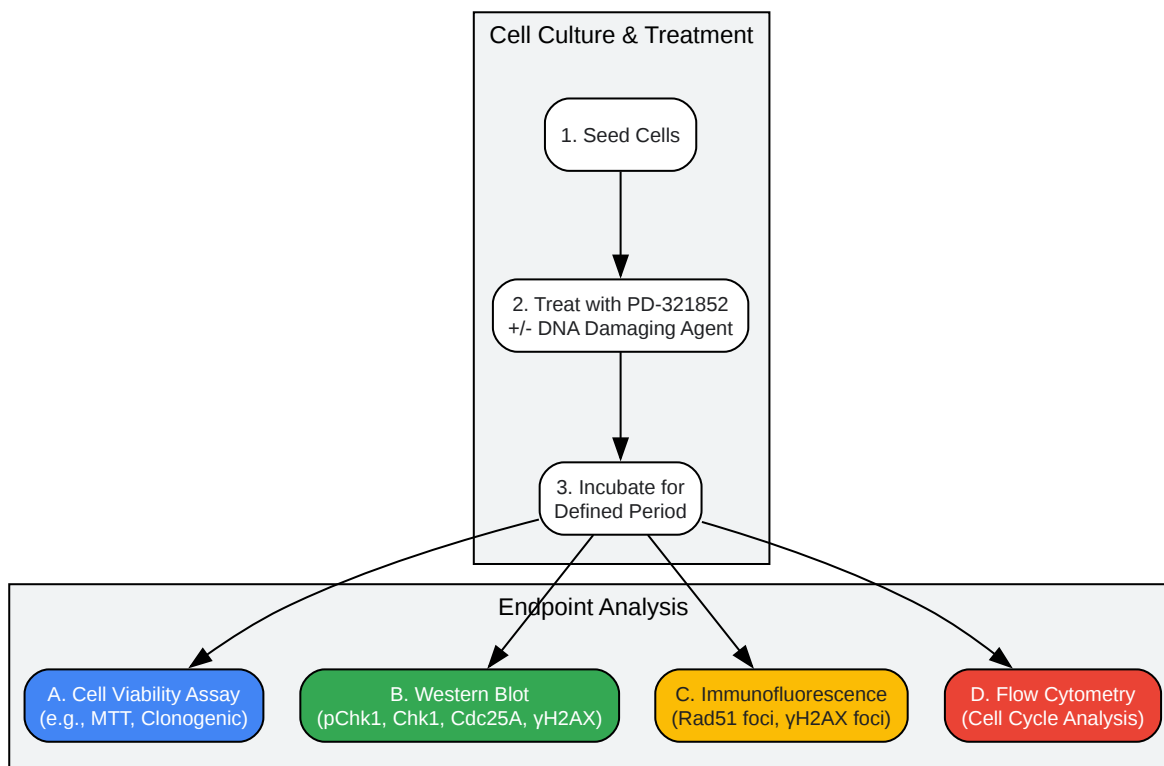 Cell Culture & Treatment
1. Seed Cells
2. Treat with PD-321852
+/- DNA Damaging Agent
3. Incubate for
Defined Period
Endpoint Analysis
A. Cell Viability Assay
(e.g., MTT, Clonogenic)
B. Western Blot
(pChk1, Chk1, Cdc25A, γH2AX)
C. Immunofluorescence
(Rad51 foci, γH2AX foci)
D. Flow Cytometry
(Cell Cycle Analysis)